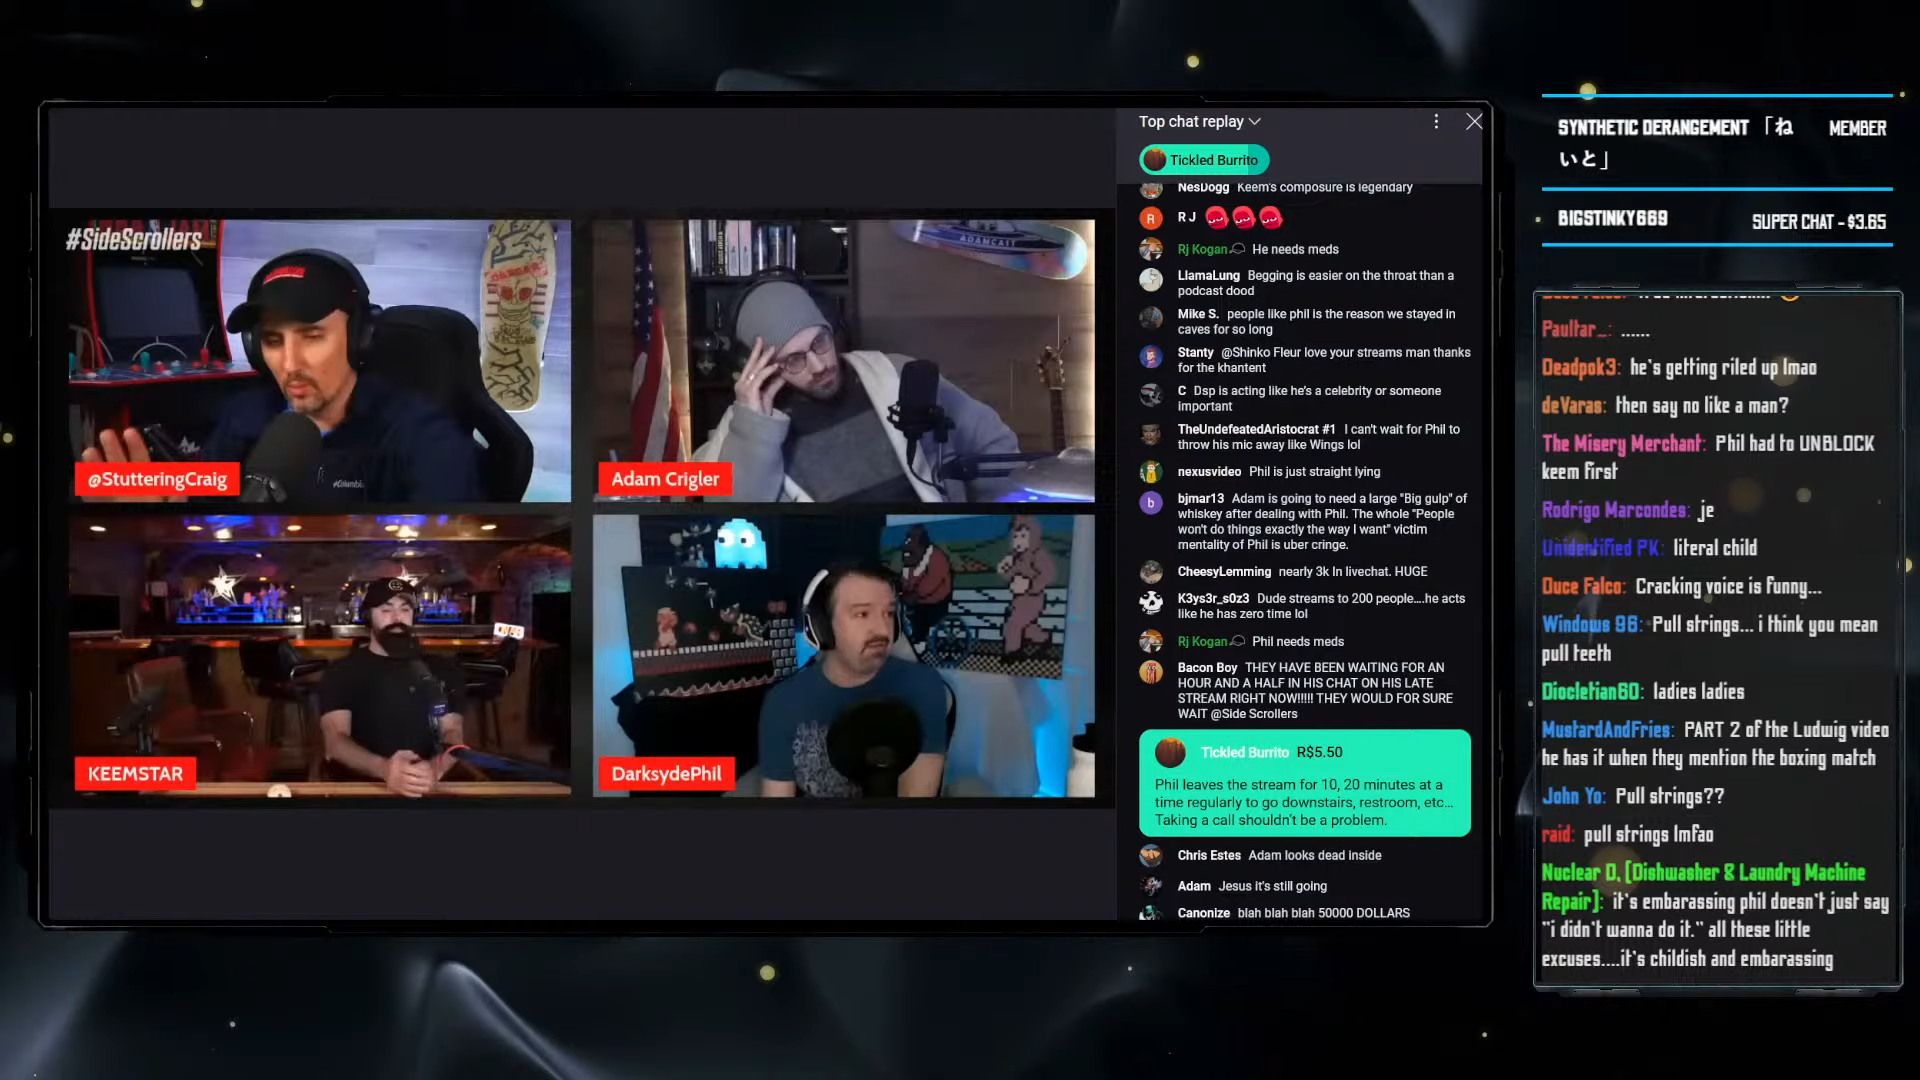 #SideScrollers
@StutteringCraig
ADAMCAIT
Adam Crigler
ON AIR
KEEMSTAR
DarksydePhil
Top chat replay
Tickled Burrito
NesDogg Keem's composure is legendary
R J
Rj Kogan He needs meds
LlamaLung Begging is easier on the throat than a
podcast dood
Mike S. people like phil is the reason we stayed in
caves for so long
Stanty @Shinko Fleur love your streams man thanks
for the khantent
C Dsp is acting like he's a celebrity or someone
important
TheUndefeatedAristocrat #1 I can't wait for Phil to
throw his mic away like Wings lol
nexusvideo Phil is just straight lying
bjmar13 Adam is going to need a large "Big gulp" of
whiskey after dealing with Phil. The whole "People
won't do things exactly the way I want" victim
mentality of Phil is uber cringe.
CheesyLemming nearly 3k In livechat. HUGE
K3ys3r_s0z3 Dude streams to 200 people....he acts
like he has zero time lol
Rj Kogan Phil needs meds
Bacon Boy THEY HAVE BEEN WAITING FOR AN
HOUR AND A HALF IN HIS CHAT ON HIS LATE
STREAM RIGHT NOW!!!!! THEY WOULD FOR SURE
WAIT @Side Scrollers
Tickled Burrito R$5.50
Phil leaves the stream for 10, 20 minutes at a
time regularly to go downstairs, restroom, etc...
Taking a call shouldn't be a problem.
Chris Estes Adam looks dead inside
Adam Jesus it's still going
Canonize blah blah blah 50000 DOLLARS
SYNTHETIC DERANGEMENT 「ね MEMBER
いと」
BIGSTINKY669 SUPER CHAT - $3.65
Paultar_: ......
Deadpok3: he's getting riled up lmao
deVaras: then say no like a man?
The Misery Merchant: Phil had to UNBLOCK
keem first
Rodrigo Marcondes: je
Unidentified PK: literal child
Duce Falco: Cracking voice is funny...
Windows 96: Pull strings... i think you mean
pull teeth
Diocletian60: ladies ladies
MustardAndFries: PART 2 of the Ludwig video
he has it when they mention the boxing match
John Yo: Pull strings??
raid: pull strings lmfao
Nuclear D. [Dishwasher & Laundry Machine
Repair]: it's embarassing phil doesn't just say
"i didn't wanna do it." all these little
excuses....it's childish and embarassing